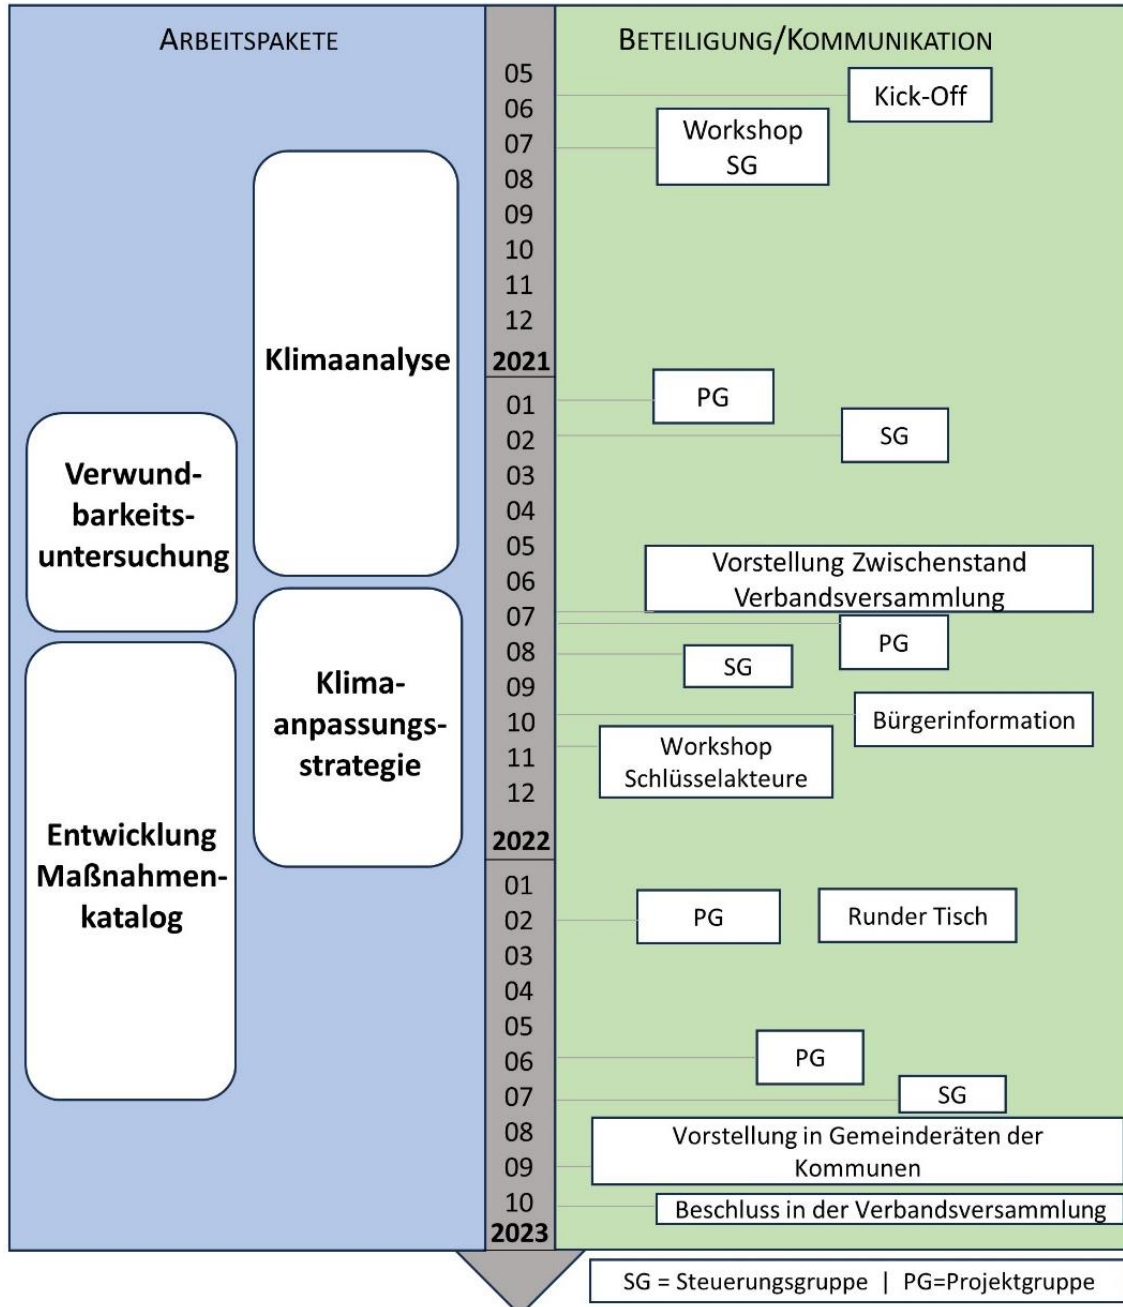 ARBEITSPAKETE
Klimaanalyse
Verwund-
barkeits-
untersuchung
Klima-
anpassungs-
strategie
Entwicklung
Maßnahmen-
katalog
05
06
07
08
09
10
11
12
2021
01
02
03
04
05
06
07
08
09
10
11
12
2022
01
02
03
04
05
06
07
08
09
10
2023
BETEILIGUNG/KOMMUNIKATION
Kick-Off
Workshop
SG
PG
SG
Vorstellung Zwischenstand
Verbandsversammlung
PG
SG
Bürgerinformation
Workshop
Schlüsselakteure
PG
Runder Tisch
PG
SG
Vorstellung in Gemeinderäten der
Kommunen
Beschluss in der Verbandsversammlung
SG = Steuerungsgruppe | PG=Projektgruppe